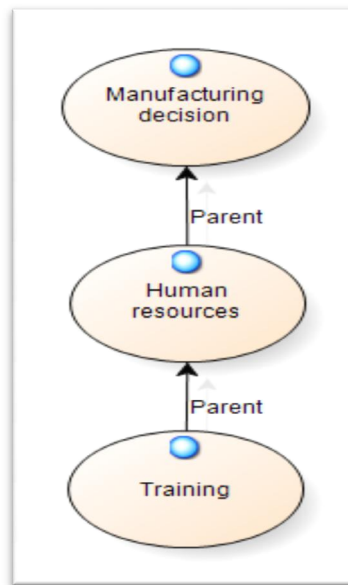 Manufacturing
decision
Parent
Human
resources
Parent
Training